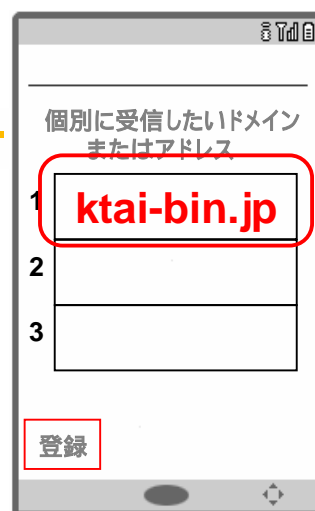 個別に受信したいドメイン
またはアドレス
1 ktai-bin.jp
2
3
登録